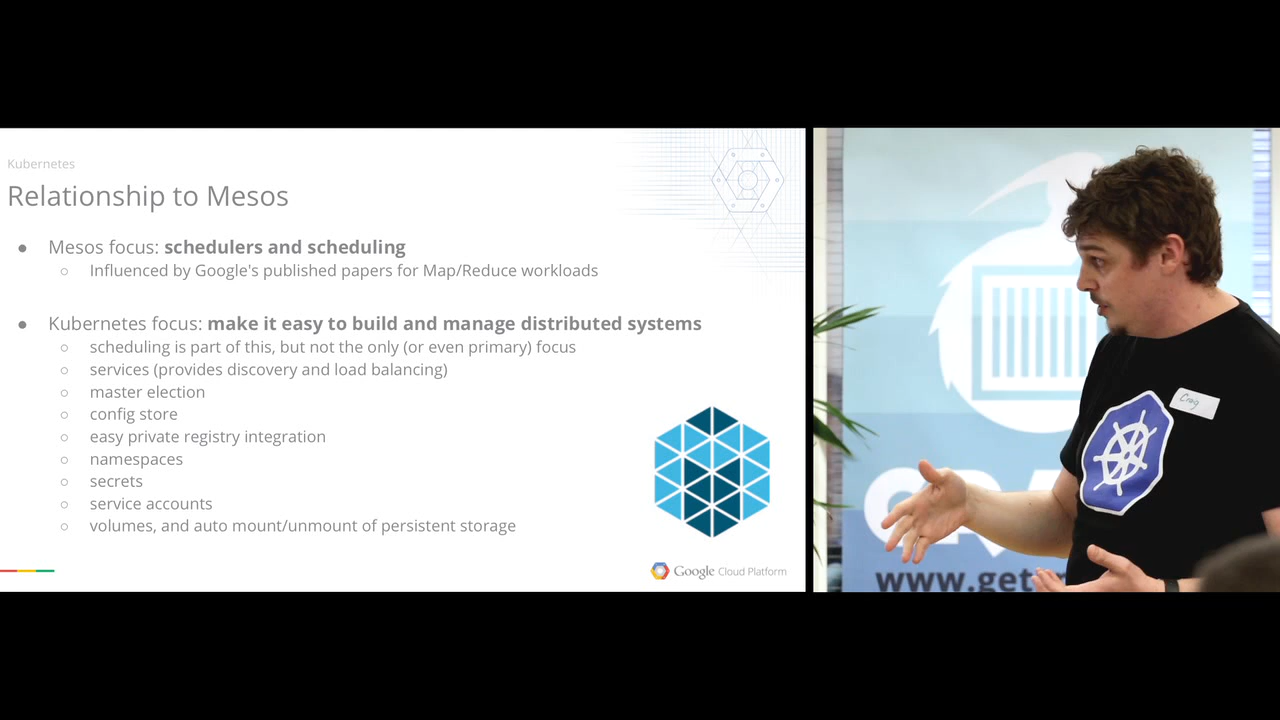 Kubernetes
Relationship to Mesos
● Mesos focus: schedulers and scheduling
○ Influenced by Google's published papers for Map/Reduce workloads
● Kubernetes focus: make it easy to build and manage distributed systems
○ scheduling is part of this, but not the only (or even primary) focus
○ services (provides discovery and load balancing)
○ master election
○ config store
○ easy private registry integration
○ namespaces
○ secrets
○ service accounts
○ volumes, and auto mount/unmount of persistent storage
Google Cloud Platform
Craig
www.get